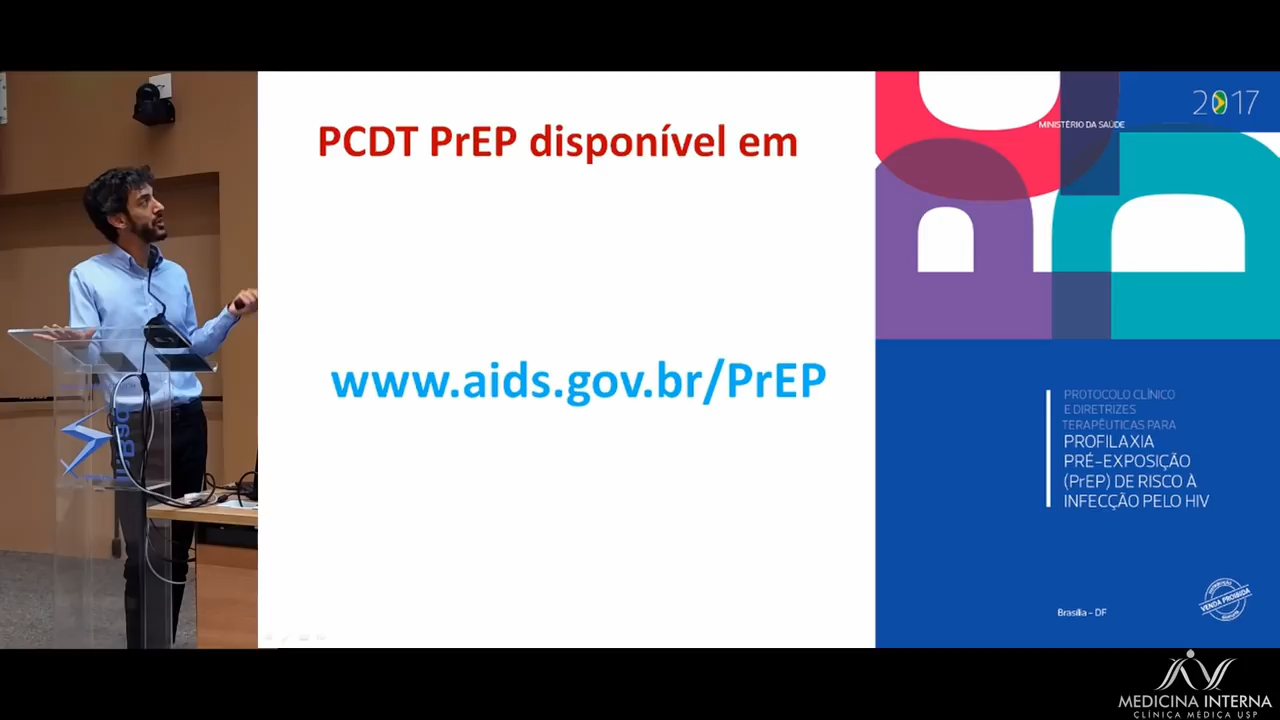 PCDT PrEP disponível em
www.aids.gov.br/PrEP
2017
MINISTÉRIO DA SAÚDE
PROTOCOLO CLÍNICO
E DIRETRIZES
TERAPÊUTICAS PARA
PROFILAXIA
PRÉ-EXPOSIÇÃO
(PrEP) DE RISCO À
INFECÇÃO PELO HIV
VENDA PROIBIDA
Brasília – DF
MEDICINA INTERNA
CLÍNICA MÉDICA USP